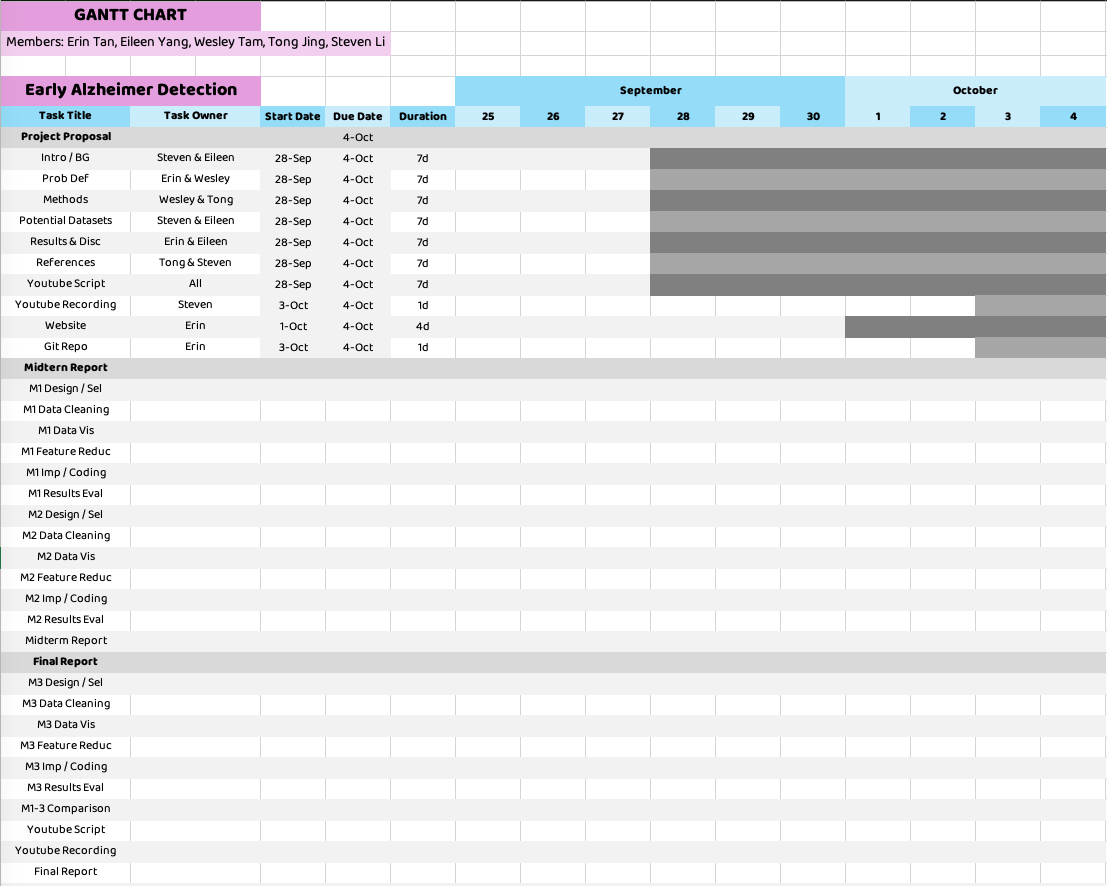 GANTT CHART
Members: Erin Tan, Eileen Yang, Wesley Tam, Tong Jing, Steven Li
Early Alzheimer Detection September October
Task Title Task Owner Start Date Due Date Duration 25 26 27 28 29 30 1 2 3 4
Project Proposal 4-Oct
Intro / BG Steven & Eileen 28-Sep 4-Oct 7d
Prob Def Erin & Wesley 28-Sep 4-Oct 7d
Methods Wesley & Tong 28-Sep 4-Oct 7d
Potential Datasets Steven & Eileen 28-Sep 4-Oct 7d
Results & Disc Erin & Eileen 28-Sep 4-Oct 7d
References Tong & Steven 28-Sep 4-Oct 7d
Youtube Script All 28-Sep 4-Oct 7d
Youtube Recording Steven 3-Oct 4-Oct 1d
Website Erin 1-Oct 4-Oct 4d
Git Repo Erin 3-Oct 4-Oct 1d
Midtern Report
M1 Design / Sel
M1 Data Cleaning
M1 Data Vis
M1 Feature Reduc
M1 Imp / Coding
M1 Results Eval
M2 Design / Sel
M2 Data Cleaning
M2 Data Vis
M2 Feature Reduc
M2 Imp / Coding
M2 Results Eval
Midterm Report
Final Report
M3 Design / Sel
M3 Data Cleaning
M3 Data Vis
M3 Feature Reduc
M3 Imp / Coding
M3 Results Eval
M1-3 Comparison
Youtube Script
Youtube Recording
Final Report